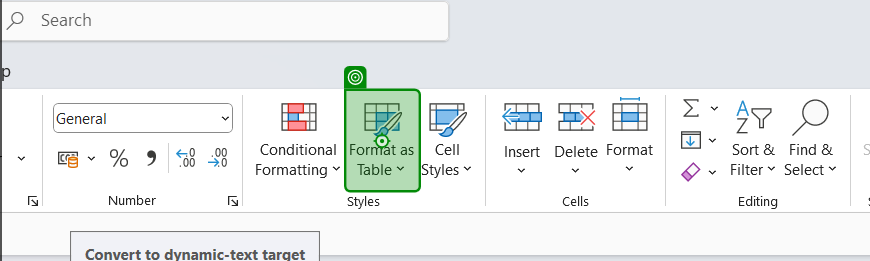 Search
p
General
Conditional
Formatting
Format as
Table
Cell
Styles
Insert
Delete
Format
Sort &
Filter
Find &
Select
Number
Styles
Cells
Editing
Convert to dynamic-text target